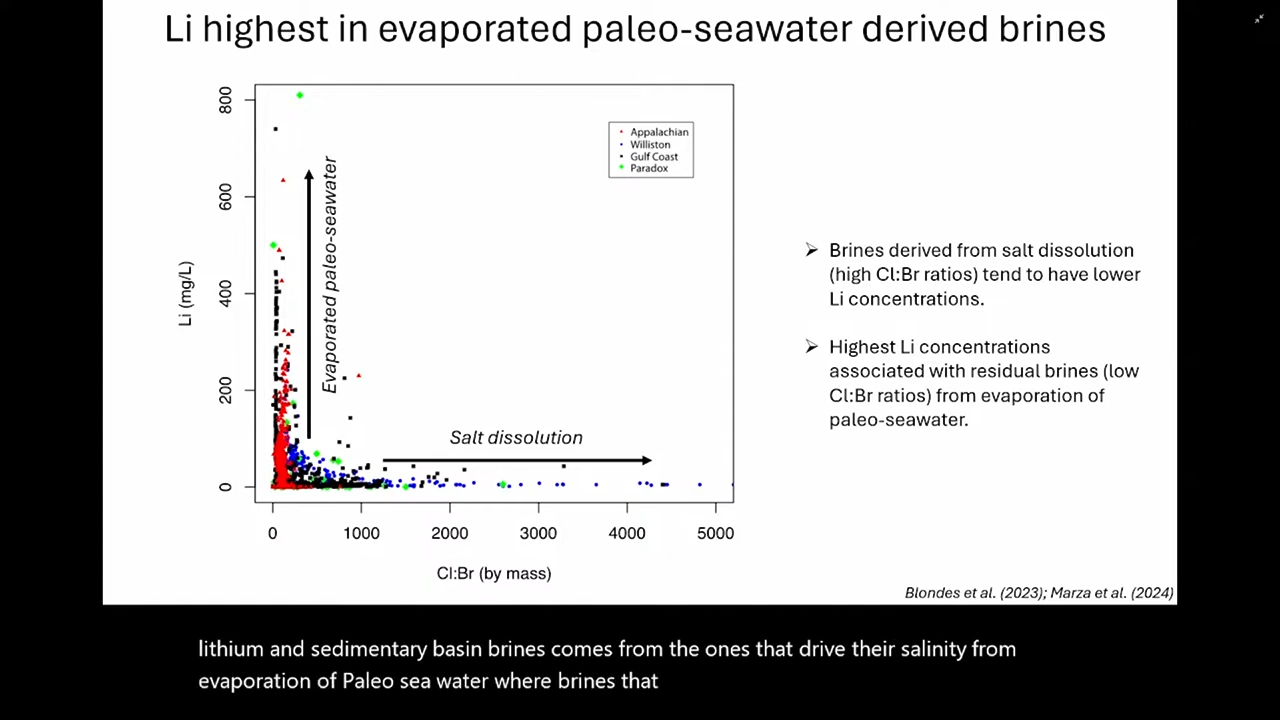 Li highest in evaporated paleo-seawater derived brines
800
600
400
200
0
Li (mg/L)
Evaporated paleo-seawater
Appalachian
Williston
Gulf Coast
Paradox
Salt dissolution
0 1000 2000 3000 4000 5000
Cl:Br (by mass)
➢ Brines derived from salt dissolution
(high Cl:Br ratios) tend to have lower
Li concentrations.
➢ Highest Li concentrations
associated with residual brines (low
Cl:Br ratios) from evaporation of
paleo-seawater.
Blondes et al. (2023); Marza et al. (2024)
lithium and sedimentary basin brines comes from the ones that drive their salinity from
evaporation of Paleo sea water where brines that